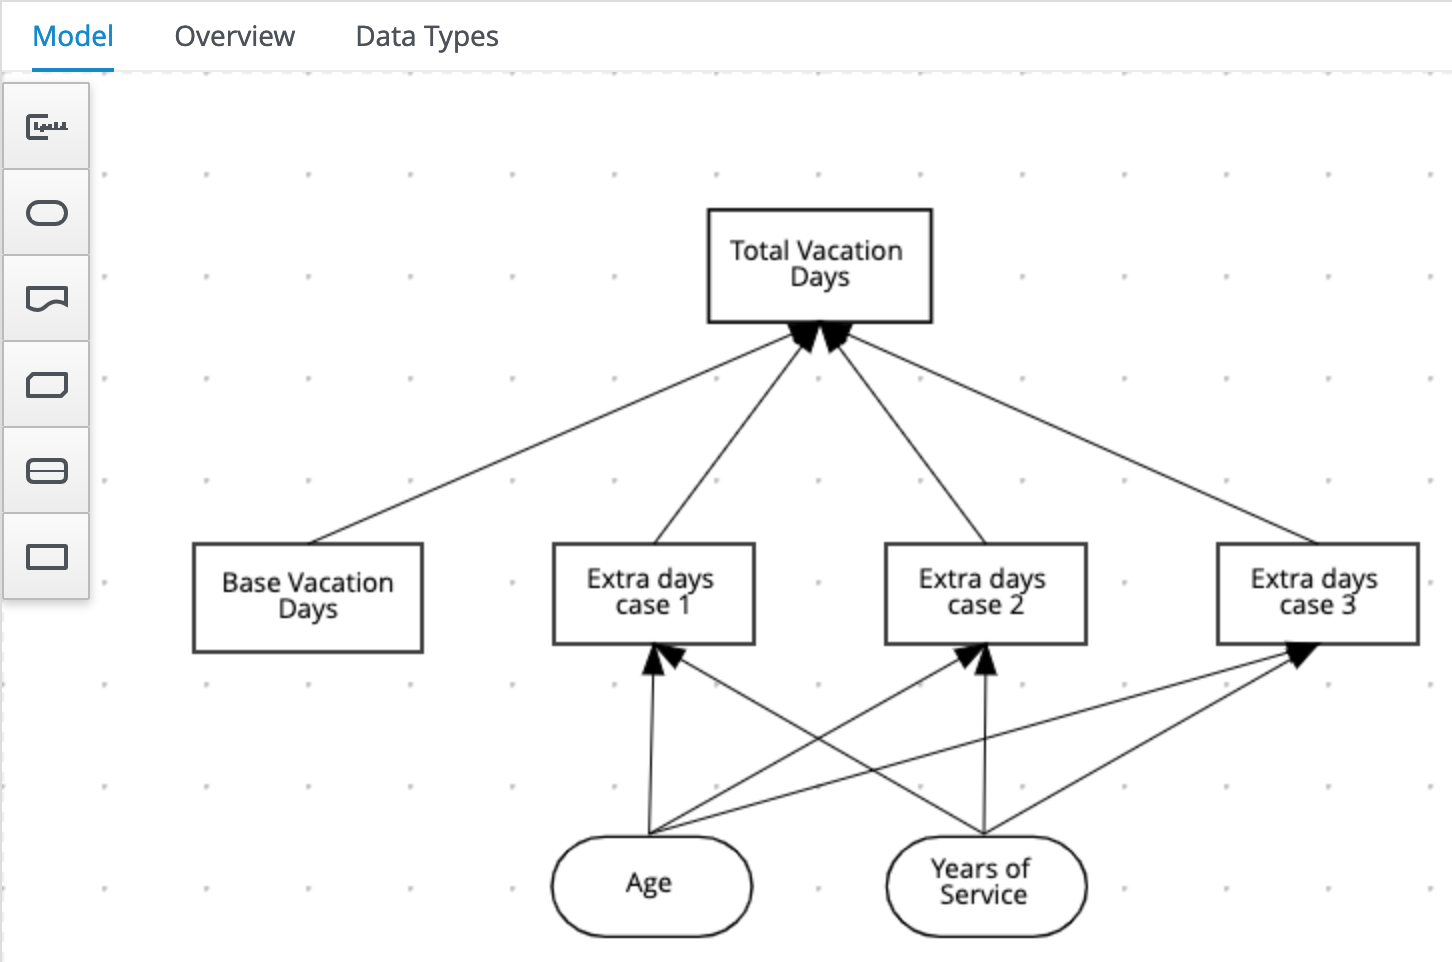 Model
Overview
Data Types
Total Vacation
Days
Base Vacation
Days
Extra days
case 1
Extra days
case 2
Extra days
case 3
Age
Years of
Service